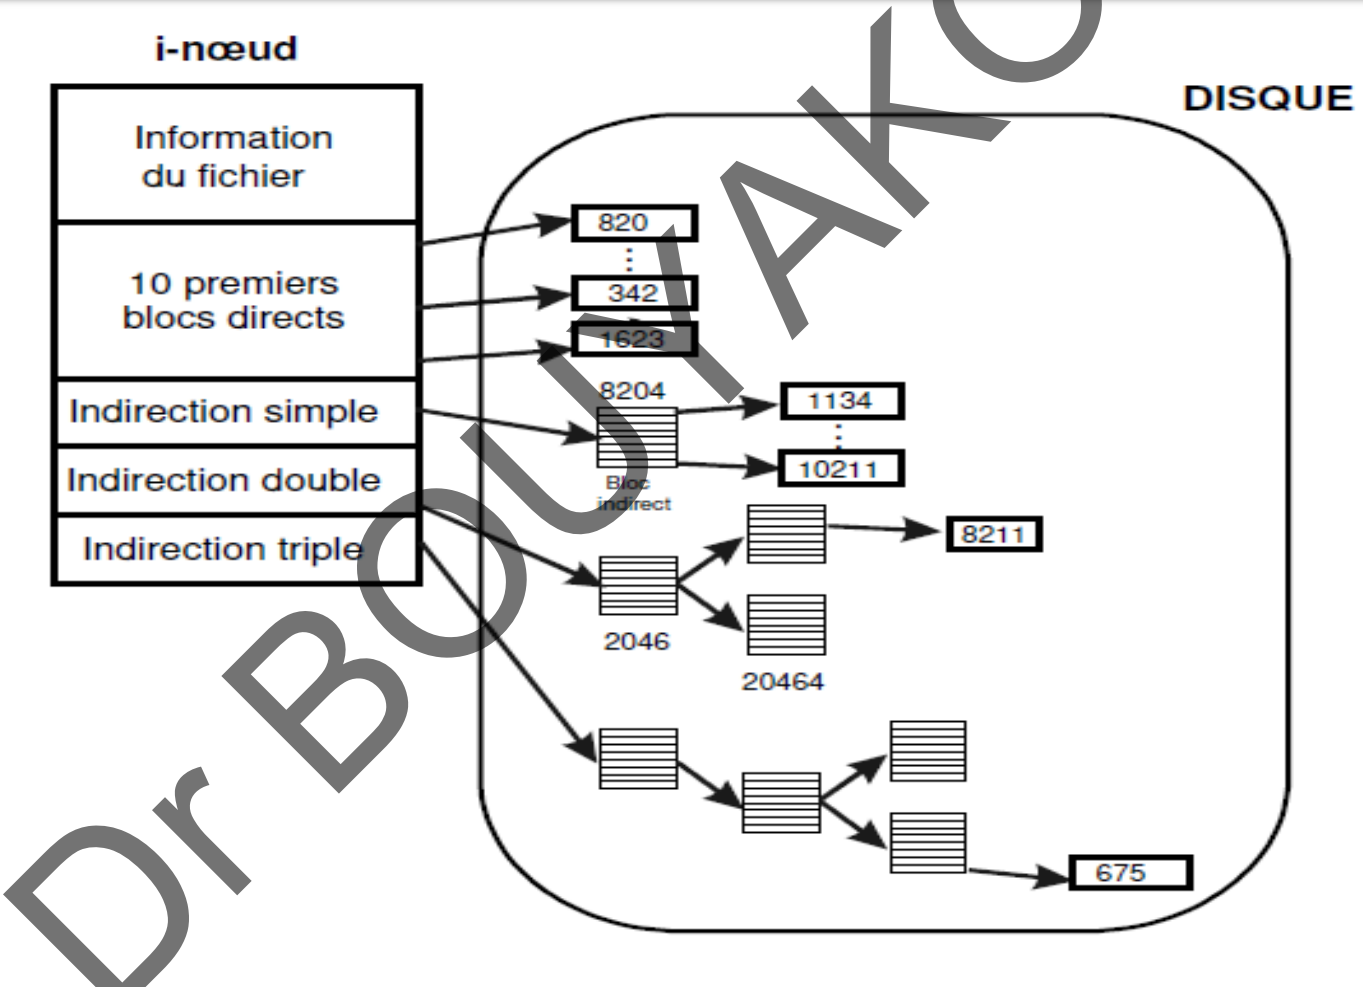 i-nœud
DISQUE
Information
du fichier
10 premiers
blocs directs
Indirection simple
Indirection double
Indirection triple
820
342
1623
8204
Bloc
indirect
1134
10211
8211
2046
20464
675
Dr BOUYAKO